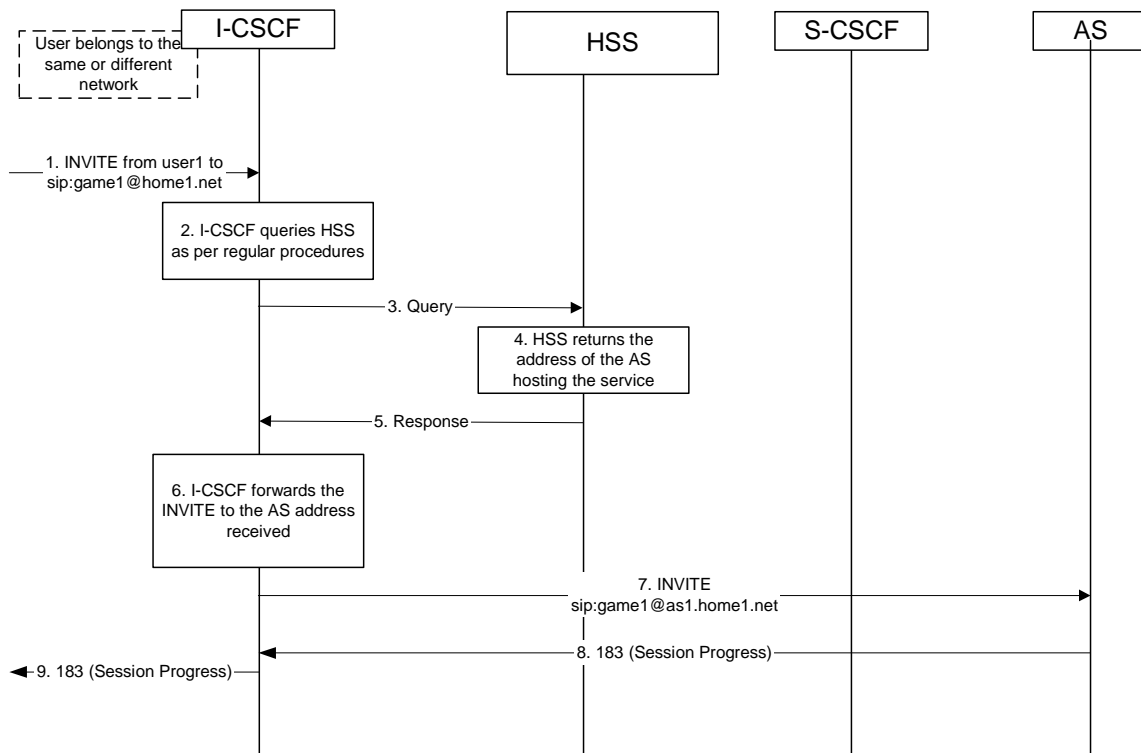 I-CSCF
HSS
S-CSCF
AS
User belongs to the
same or different
network
1. INVITE from user1 to
sip:game1@home1.net
2. I-CSCF queries HSS
as per regular procedures
3. Query
4. HSS returns the
address of the AS
hosting the service
5. Response
6. I-CSCF forwards the
INVITE to the AS address
received
7. INVITE
sip:game1@as1.home1.net
8. 183 (Session Progress)
9. 183 (Session Progress)